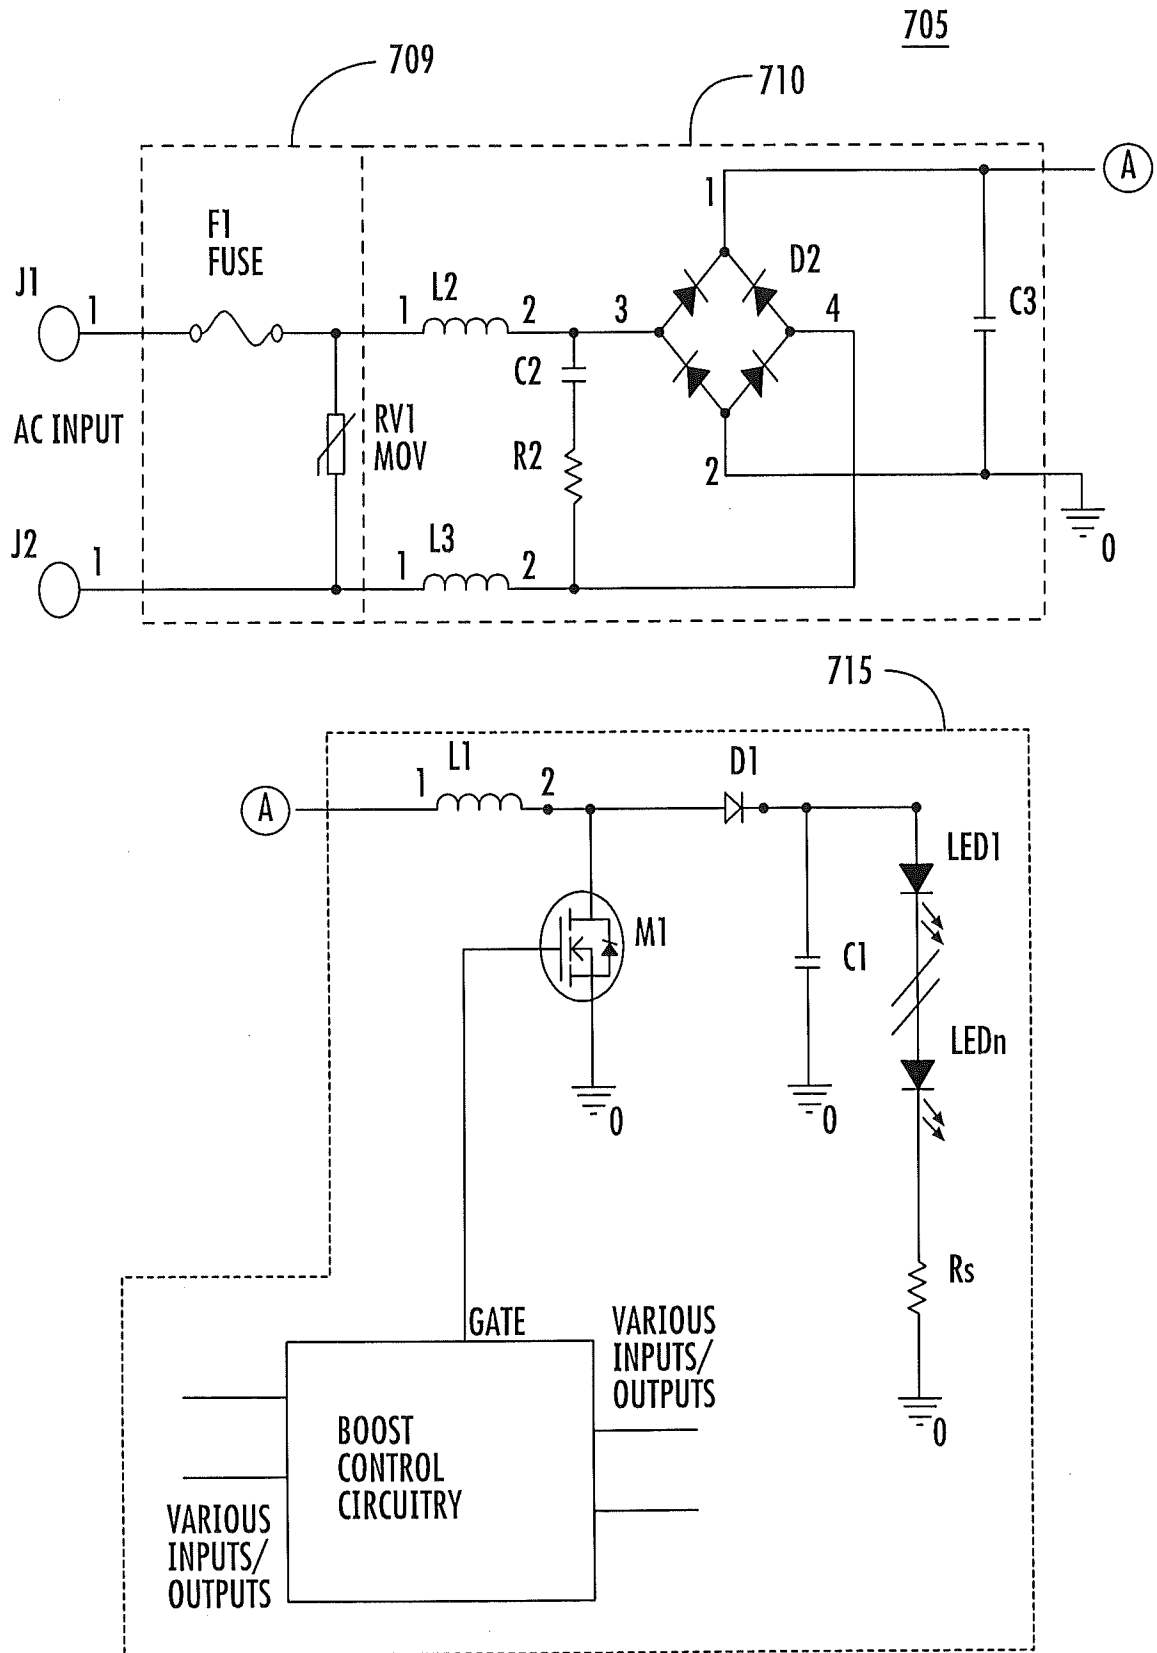 705
709
710
A
1
F1
FUSE
D2
J1
1
1
L2
2
3
4
C3
C2
AC INPUT
RV1
MOV
R2
2
J2
1
L3
1
2
0
715
L1
1
2
D1
A
LED1
M1
C1
LEDn
0
0
Rs
GATE
VARIOUS
INPUTS/
OUTPUTS
0
BOOST
CONTROL
CIRCUITRY
VARIOUS
INPUTS/
OUTPUTS